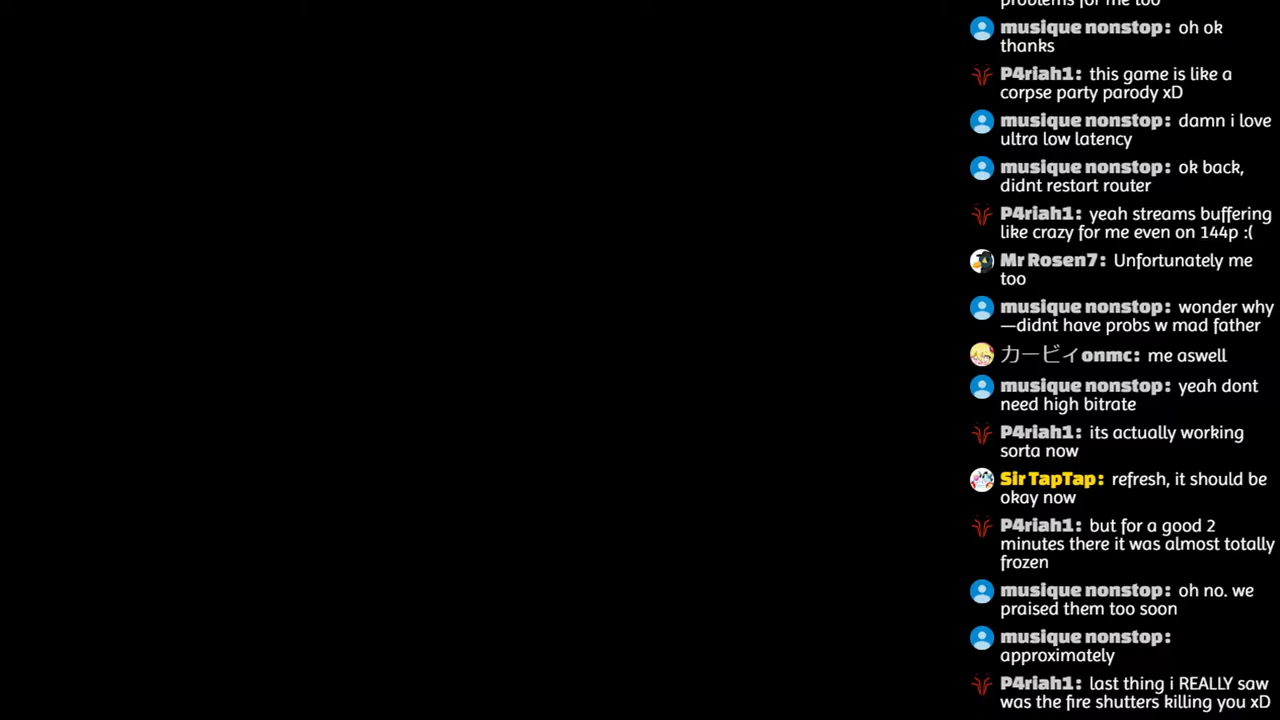 problems for me too
musique nonstop: oh ok
thanks
P4riah1: this game is like a
corpse party parody xD
musique nonstop: damn i love
ultra low latency
musique nonstop: ok back,
didnt restart router
P4riah1: yeah streams buffering
like crazy for me even on 144p :(
Mr Rosen7: Unfortunately me
too
musique nonstop: wonder why
—didnt have probs w mad father
カービィonmc: me aswell
musique nonstop: yeah dont
need high bitrate
P4riah1: its actually working
sorta now
Sir TapTap: refresh, it should be
okay now
P4riah1: but for a good 2
minutes there it was almost totally
frozen
musique nonstop: oh no. we
praised them too soon
musique nonstop:
approximately
P4riah1: last thing i REALLY saw
was the fire shutters killing you xD